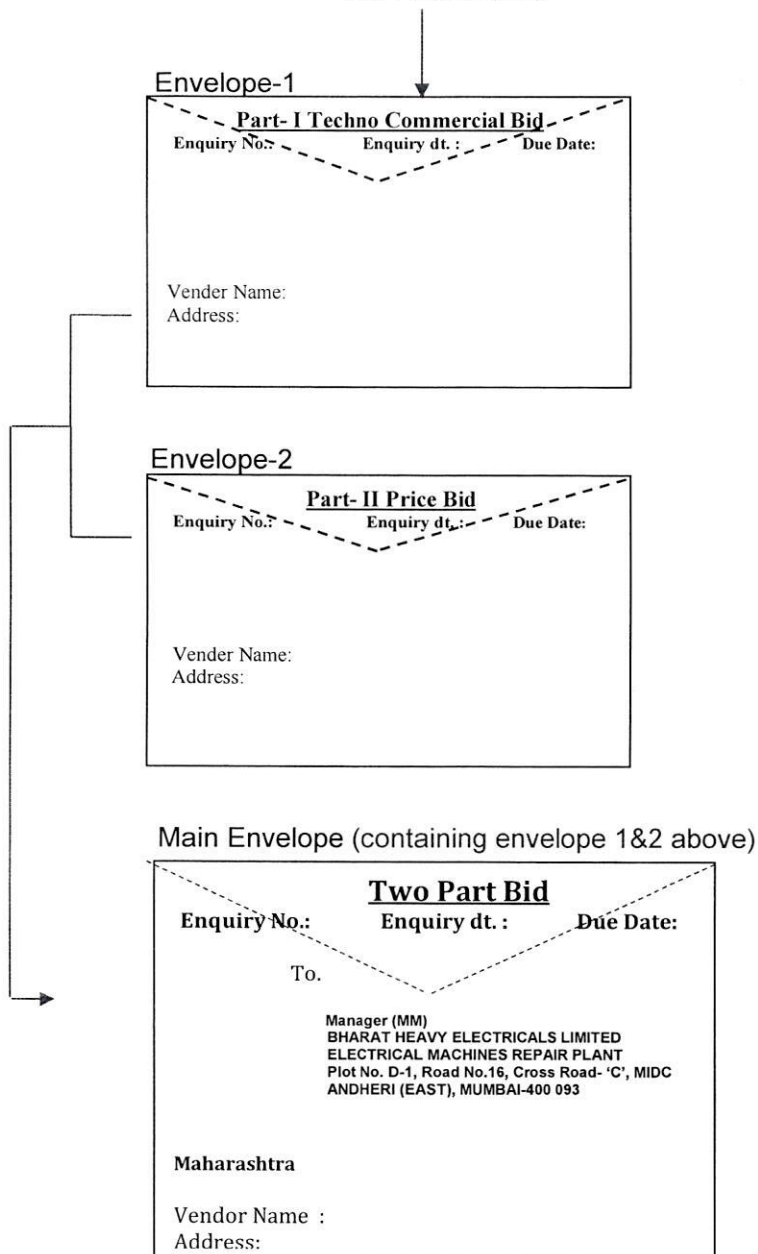 Envelope-1
Part- I Techno Commercial Bid
Enquiry No.: Enquiry dt. : Due Date:
Vender Name:
Address:
Envelope-2
Part- II Price Bid
Enquiry No.: Enquiry dt. : Due Date:
Vender Name:
Address:
Main Envelope (containing envelope 1&2 above)
Two Part Bid
Enquiry No.: Enquiry dt. : Due Date:
To.
Manager (MM)
BHARAT HEAVY ELECTRICALS LIMITED
ELECTRICAL MACHINES REPAIR PLANT
Plot No. D-1, Road No.16, Cross Road- ‘C’, MIDC
ANDHERI (EAST), MUMBAI-400 093
Maharashtra
Vendor Name :
Address: